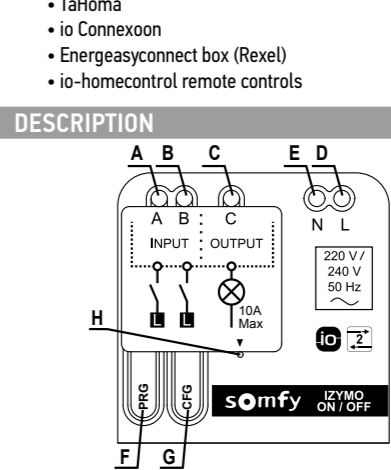 • TaHoma
• io Connexoon
• Energeasyconnect box (Rexel)
• io-homecontrol remote controls
DESCRIPTION
A B C E D
A B C N L
INPUT OUTPUT
220 V /
240 V
50 Hz
L L
10A
Max
H
io 2
PRG CFG
somfy
IZYMO
ON / OFF
F G